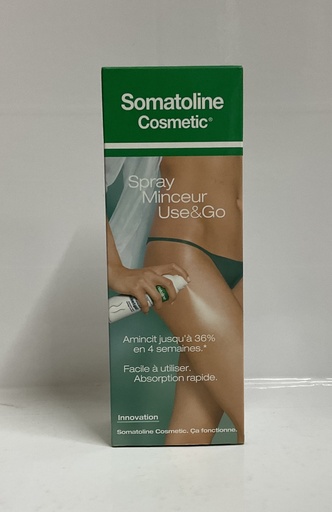 Somatoline
Cosmetic®
Spray
Minceur
Use&Go
Amincit jusqu'à 36%
en 4 semaines.*
Facile à utiliser.
Absorption rapide.
Innovation
Somatoline Cosmetic. Ça fonctionne.